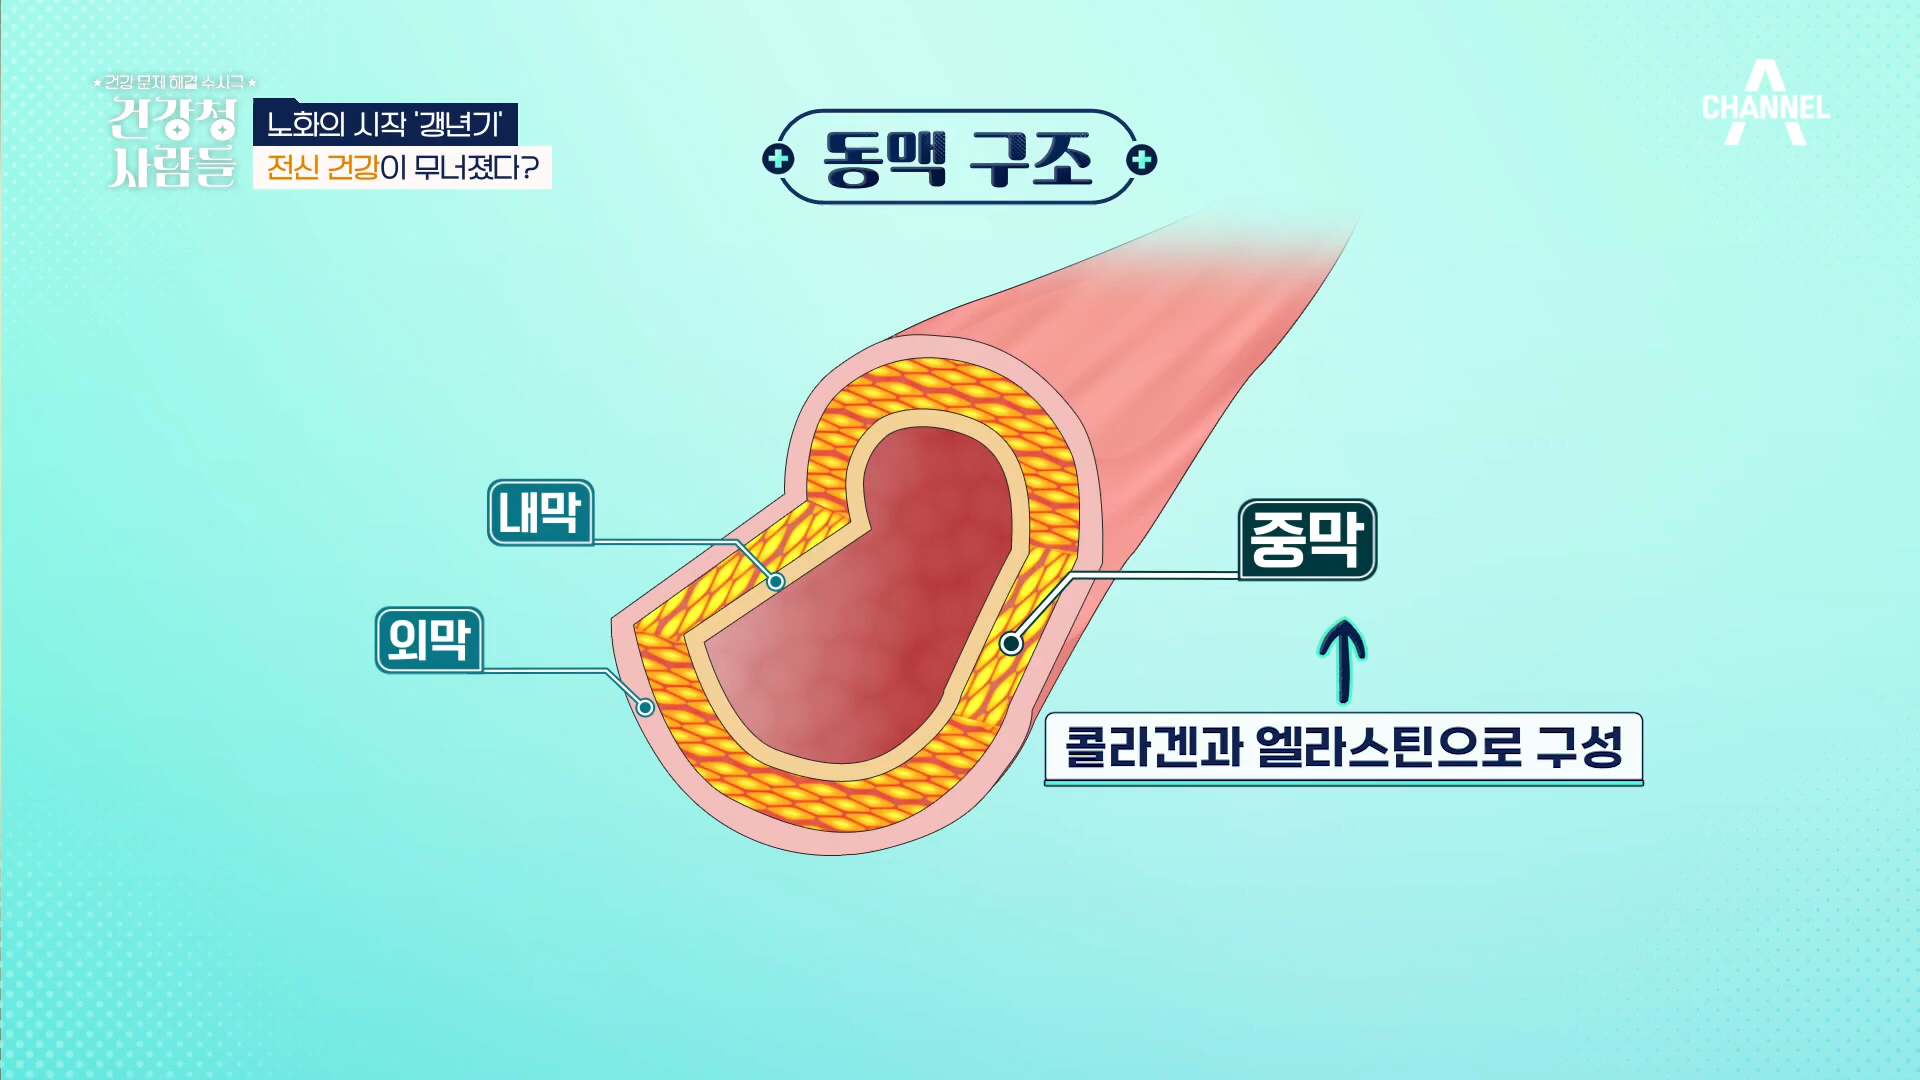 ★건강 문제 해결 수사극★
건강청
사람들
노화의 시작 '갱년기'
전신 건강이 무너졌다?
동맥 구조
CHANNEL A
내막
중막
외막
콜라겐과 엘라스틴으로 구성